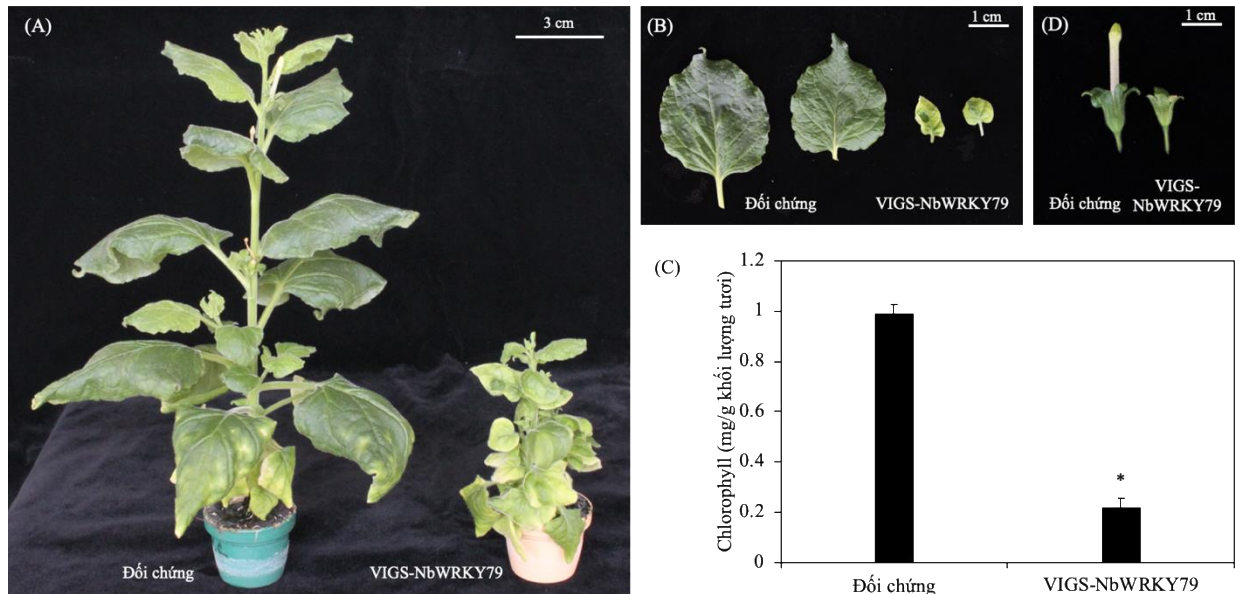 (A)
3 cm
Đối chứng
VIGS-NbWRKY79
(B)
1 cm
Đối chứng
VIGS-NbWRKY79
(D)
1 cm
Đối chứng
VIGS-
NbWRKY79
(C)
Chlorophyll (mg/g khối lượng tươi)
1.2
1
0.8
0.6
0.4
0.2
0
*
Đối chứng
VIGS-NbWRKY79